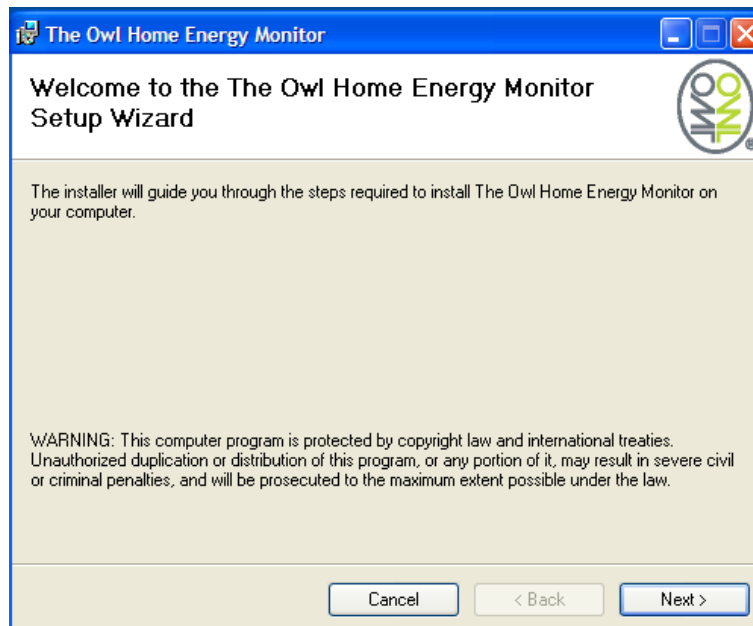 The Owl Home Energy Monitor
Welcome to the The Owl Home Energy Monitor
Setup Wizard
OWL
OWL
®
The installer will guide you through the steps required to install The Owl Home Energy Monitor on
your computer.
WARNING: This computer program is protected by copyright law and international treaties.
Unauthorized duplication or distribution of this program, or any portion of it, may result in severe civil
or criminal penalties, and will be prosecuted to the maximum extent possible under the law.
Cancel
< Back
Next >